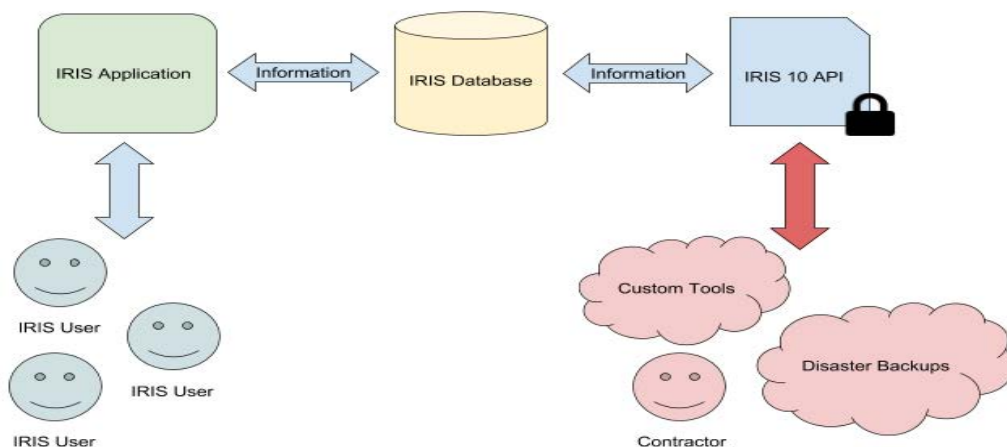 IRIS Application
Information
IRIS Database
Information
IRIS 10 API
Custom Tools
IRIS User
IRIS User
Disaster Backups
IRIS User
Contractor